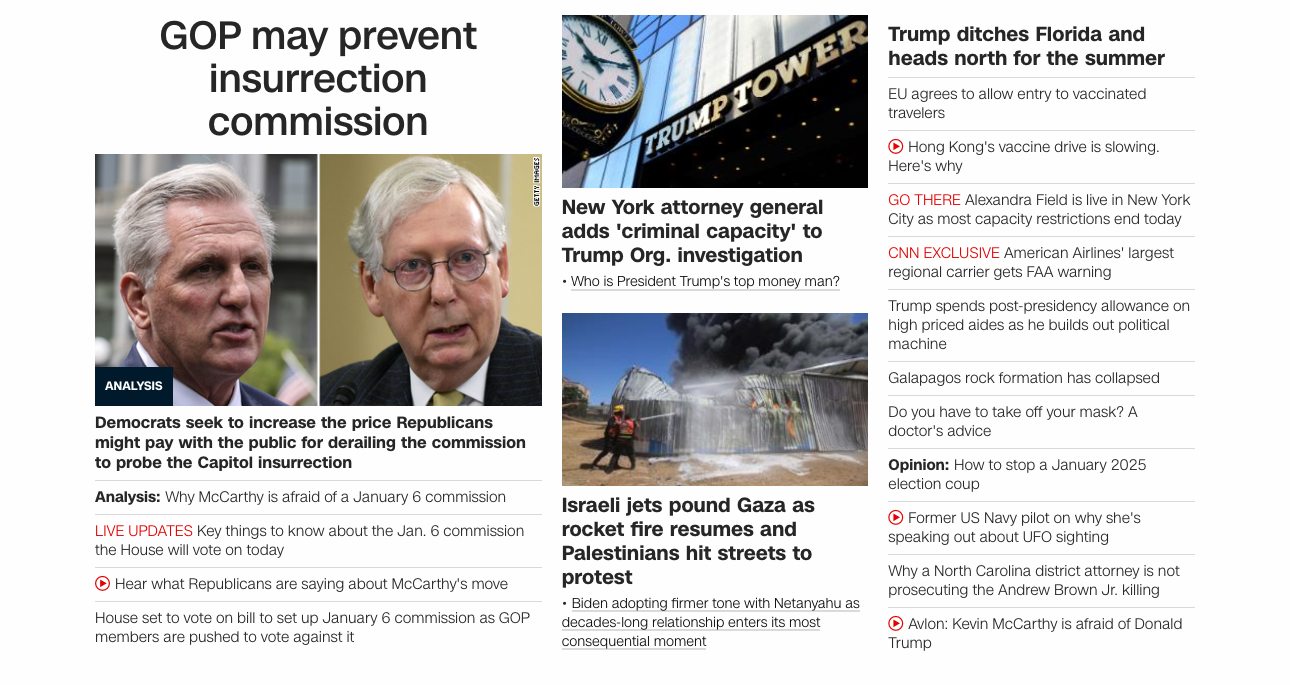 GOP may prevent
insurrection
commission
GETTY IMAGES
ANALYSIS
Democrats seek to increase the price Republicans
might pay with the public for derailing the commission
to probe the Capitol insurrection
Analysis: Why McCarthy is afraid of a January 6 commission
LIVE UPDATES Key things to know about the Jan. 6 commission
the House will vote on today
Hear what Republicans are saying about McCarthy's move
House set to vote on bill to set up January 6 commission as GOP
members are pushed to vote against it
TRUMP TOWER
New York attorney general
adds 'criminal capacity' to
Trump Org. investigation
• Who is President Trump's top money man?
Israeli jets pound Gaza as
rocket fire resumes and
Palestinians hit streets to
protest
• Biden adopting firmer tone with Netanyahu as
decades-long relationship enters its most
consequential moment
Trump ditches Florida and
heads north for the summer
EU agrees to allow entry to vaccinated
travelers
Hong Kong's vaccine drive is slowing.
Here's why
GO THERE Alexandra Field is live in New York
City as most capacity restrictions end today
CNN EXCLUSIVE American Airlines' largest
regional carrier gets FAA warning
Trump spends post-presidency allowance on
high priced aides as he builds out political
machine
Galapagos rock formation has collapsed
Do you have to take off your mask? A
doctor's advice
Opinion: How to stop a January 2025
election coup
Former US Navy pilot on why she's
speaking out about UFO sighting
Why a North Carolina district attorney is not
prosecuting the Andrew Brown Jr. killing
Avlon: Kevin McCarthy is afraid of Donald
Trump